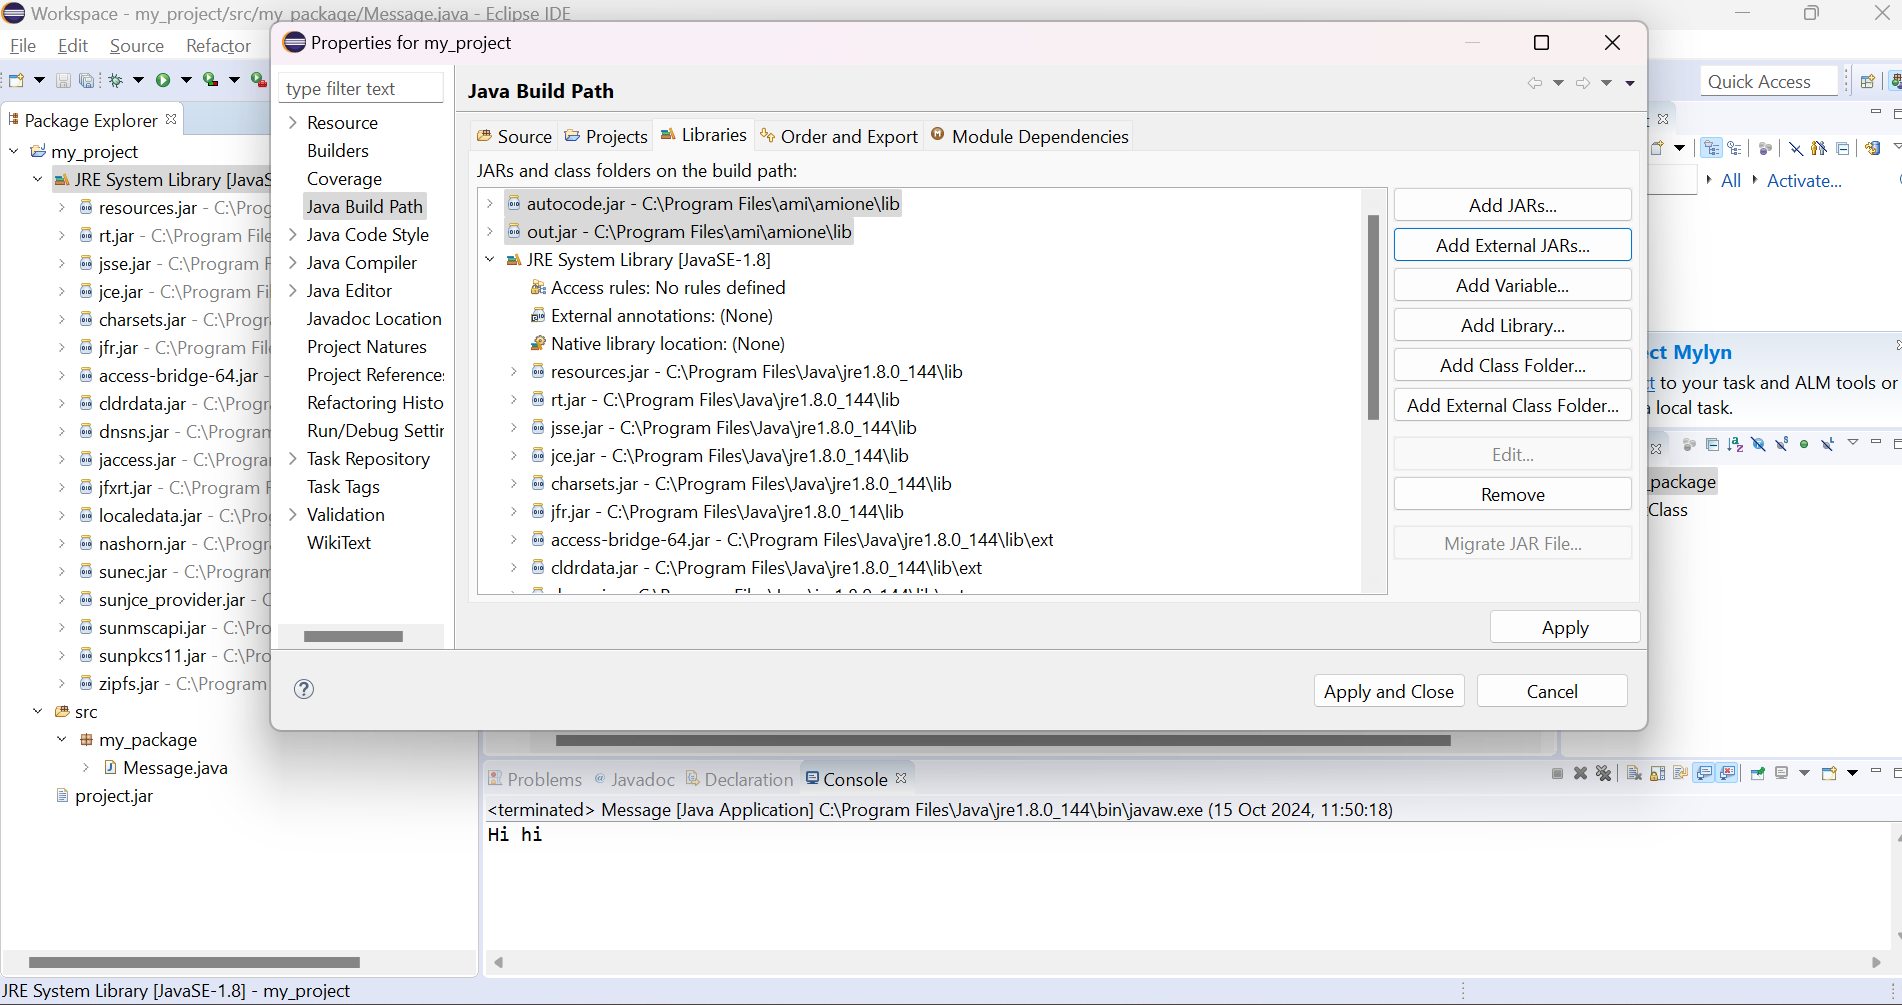 Workspace - my_project/src/my_package/Message.java - Eclipse IDE
File Edit Source Refactor
Quick Access
Package Explorer
my_project
JRE System Library [JavaS
resources.jar - C:\Prog
rt.jar - C:\Program File
jsse.jar - C:\Program F
jce.jar - C:\Program Fi
charsets.jar - C:\Progr
jfr.jar - C:\Program Fil
access-bridge-64.jar -
cldrdata.jar - C:\Progr
dnsns.jar - C:\Program
jaccess.jar - C:\Progra
jfxrt.jar - C:\Program F
localedata.jar - C:\Pro
nashorn.jar - C:\Progr
sunec.jar - C:\Program
sunjce_provider.jar - C
sunmscapi.jar - C:\Pro
sunpkcs11.jar - C:\Pro
zipfs.jar - C:\Program
src
my_package
Message.java
project.jar
Properties for my_project
type filter text
Resource
Builders
Coverage
Java Build Path
Java Code Style
Java Compiler
Java Editor
Javadoc Location
Project Natures
Project References
Refactoring Histo
Run/Debug Settin
Task Repository
Task Tags
Validation
WikiText
Java Build Path
Source Projects Libraries Order and Export Module Dependencies
JARs and class folders on the build path:
autocode.jar - C:\Program Files\ami\amione\lib
out.jar - C:\Program Files\ami\amione\lib
JRE System Library [JavaSE-1.8]
Access rules: No rules defined
External annotations: (None)
Native library location: (None)
resources.jar - C:\Program Files\Java\jre1.8.0_144\lib
rt.jar - C:\Program Files\Java\jre1.8.0_144\lib
jsse.jar - C:\Program Files\Java\jre1.8.0_144\lib
jce.jar - C:\Program Files\Java\jre1.8.0_144\lib
charsets.jar - C:\Program Files\Java\jre1.8.0_144\lib
jfr.jar - C:\Program Files\Java\jre1.8.0_144\lib
access-bridge-64.jar - C:\Program Files\Java\jre1.8.0_144\lib\ext
cldrdata.jar - C:\Program Files\Java\jre1.8.0_144\lib\ext
Add JARs...
Add External JARs...
Add Variable...
Add Library...
Add Class Folder...
Add External Class Folder...
Edit...
Remove
Migrate JAR File...
Apply
Apply and Close Cancel
All Activate...
ct Mylyn
t to your task and ALM tools or
a local task.
_package
Class
Problems Javadoc Declaration Console
<terminated> Message [Java Application] C:\Program Files\Java\jre1.8.0_144\bin\javaw.exe (15 Oct 2024, 11:50:18)
Hi hi
JRE System Library [JavaSE-1.8] - my_project